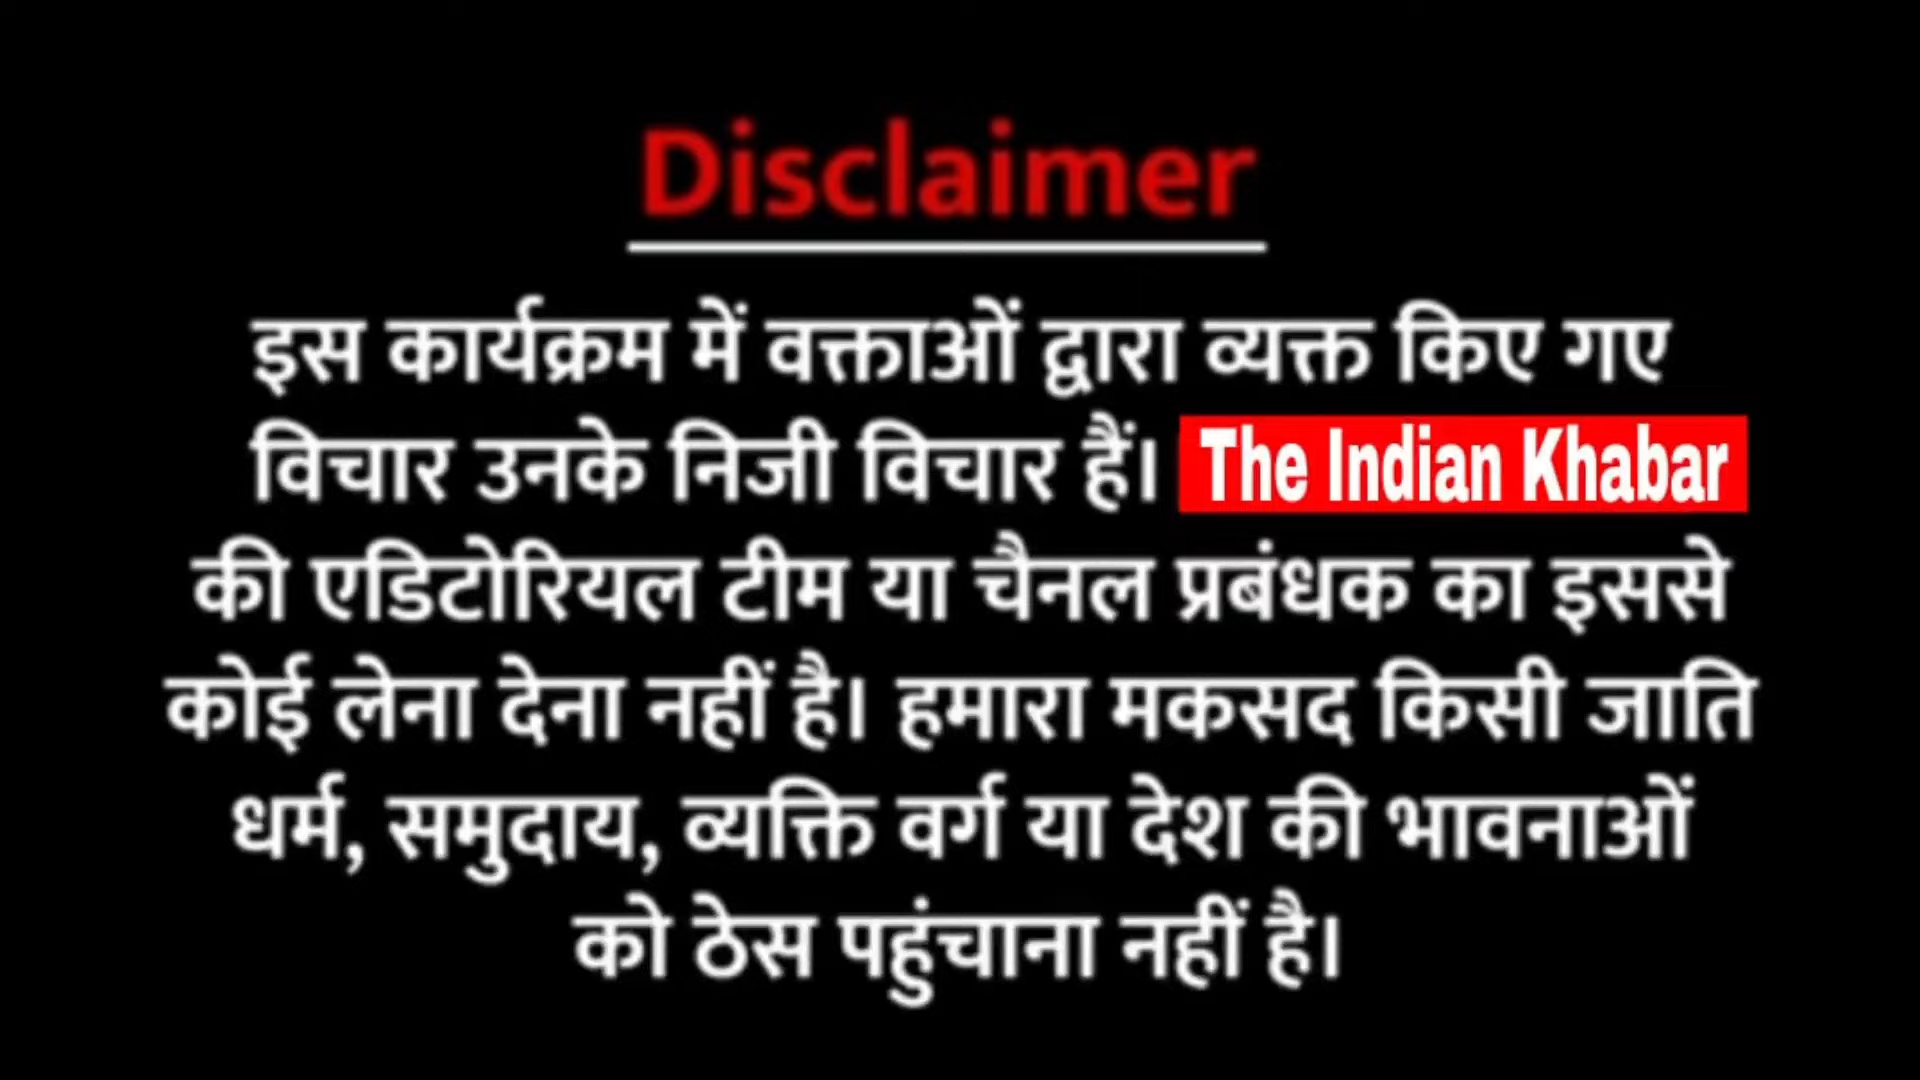 Disclaimer
इस कार्यक्रम में वक्ताओं द्वारा व्यक्त किए गए
विचार उनके निजी विचार हैं। The Indian Khabar
की एडिटोरियल टीम या चैनल प्रबंधक का इससे
कोई लेना देना नहीं है। हमारा मकसद किसी जाति
धर्म, समुदाय, व्यक्ति वर्ग या देश की भावनाओं
को ठेस पहुंचाना नहीं है।